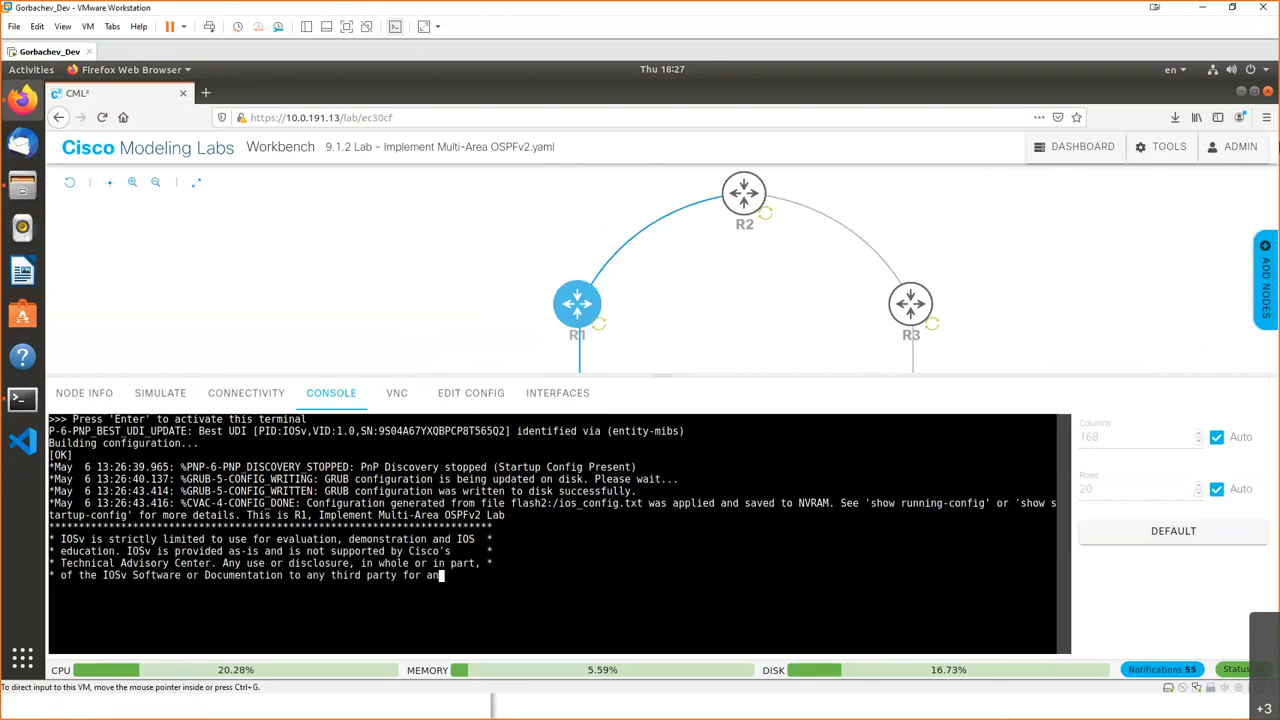 Gorbachev_Dev - VMware Workstation
File Edit View VM Tabs Help
Gorbachev_Dev
Activities Firefox Web Browser Thu 18:27 en
CML²
https://10.0.191.13/lab/ec30cf
Cisco Modeling Labs Workbench 9.1.2 Lab - Implement Multi-Area OSPFv2.yaml DASHBOARD TOOLS ADMIN
R2
R1
R3
ADD NODES
NODE INFO SIMULATE CONNECTIVITY CONSOLE VNC EDIT CONFIG INTERFACES
>>> Press 'Enter' to activate this terminal
P-6-PNP_BEST_UDI_UPDATE: Best UDI [PID:IOSv,VID:1.0,SN:9S04A67YXQBPCP8T565Q2] identified via (entity-mibs)
Building configuration...
[OK]
*May  6 13:26:39.965: %PNP-6-PNP_DISCOVERY_STOPPED: PnP Discovery stopped (Startup Config Present)
*May  6 13:26:40.137: %GRUB-5-CONFIG_WRITING: GRUB configuration is being updated on disk. Please wait...
*May  6 13:26:43.414: %GRUB-5-CONFIG_WRITTEN: GRUB configuration was written to disk successfully.
*May  6 13:26:43.416: %CVAC-4-CONFIG_DONE: Configuration generated from file flash2:/ios_config.txt was applied and saved to NVRAM. See 'show running-config' or 'show s
tartup-config' for more details. This is R1, Implement Multi-Area OSPFv2 Lab
**************************************************************************
* IOSv is strictly limited to use for evaluation, demonstration and IOS  *
* education. IOSv is provided as-is and is not supported by Cisco's      *
* Technical Advisory Center. Any use or disclosure, in whole or in part, *
* of the IOSv Software or Documentation to any third party for an
Columns
168 Auto
Rows
20 Auto
DEFAULT
CPU 20.28% MEMORY 5.59% DISK 16.73% Notifications 55 Status
To direct input to this VM, move the mouse pointer inside or press Ctrl+G.
+3